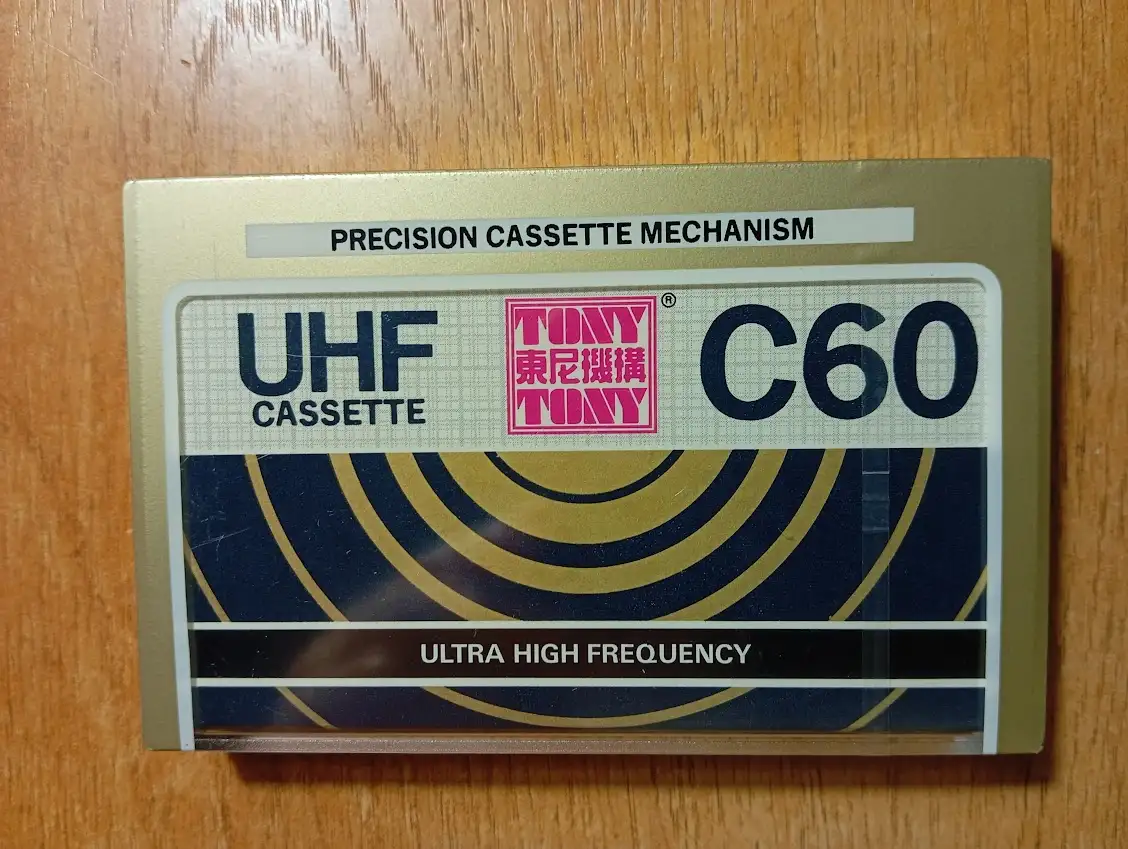 PRECISION CASSETTE MECHANISM
UHF
CASSETTE
TONY
東尼機構
TONY
®
C60
ULTRA HIGH FREQUENCY